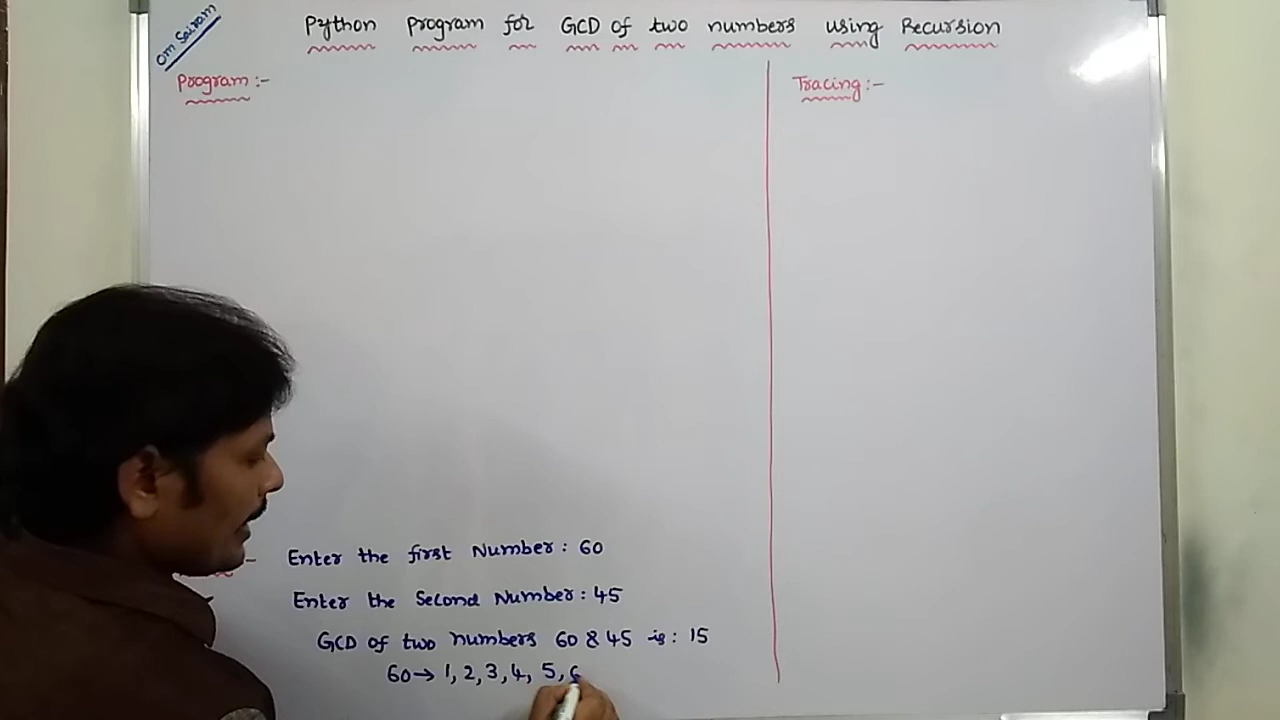 Om Sairam
Python Program for GCD of two numbers using Recursion
Program:-
Tracing:-
Enter the first Number: 60
Enter the Second Number: 45
GCD of two numbers 60 & 45 is: 15
60→ 1, 2, 3, 4, 5, 6